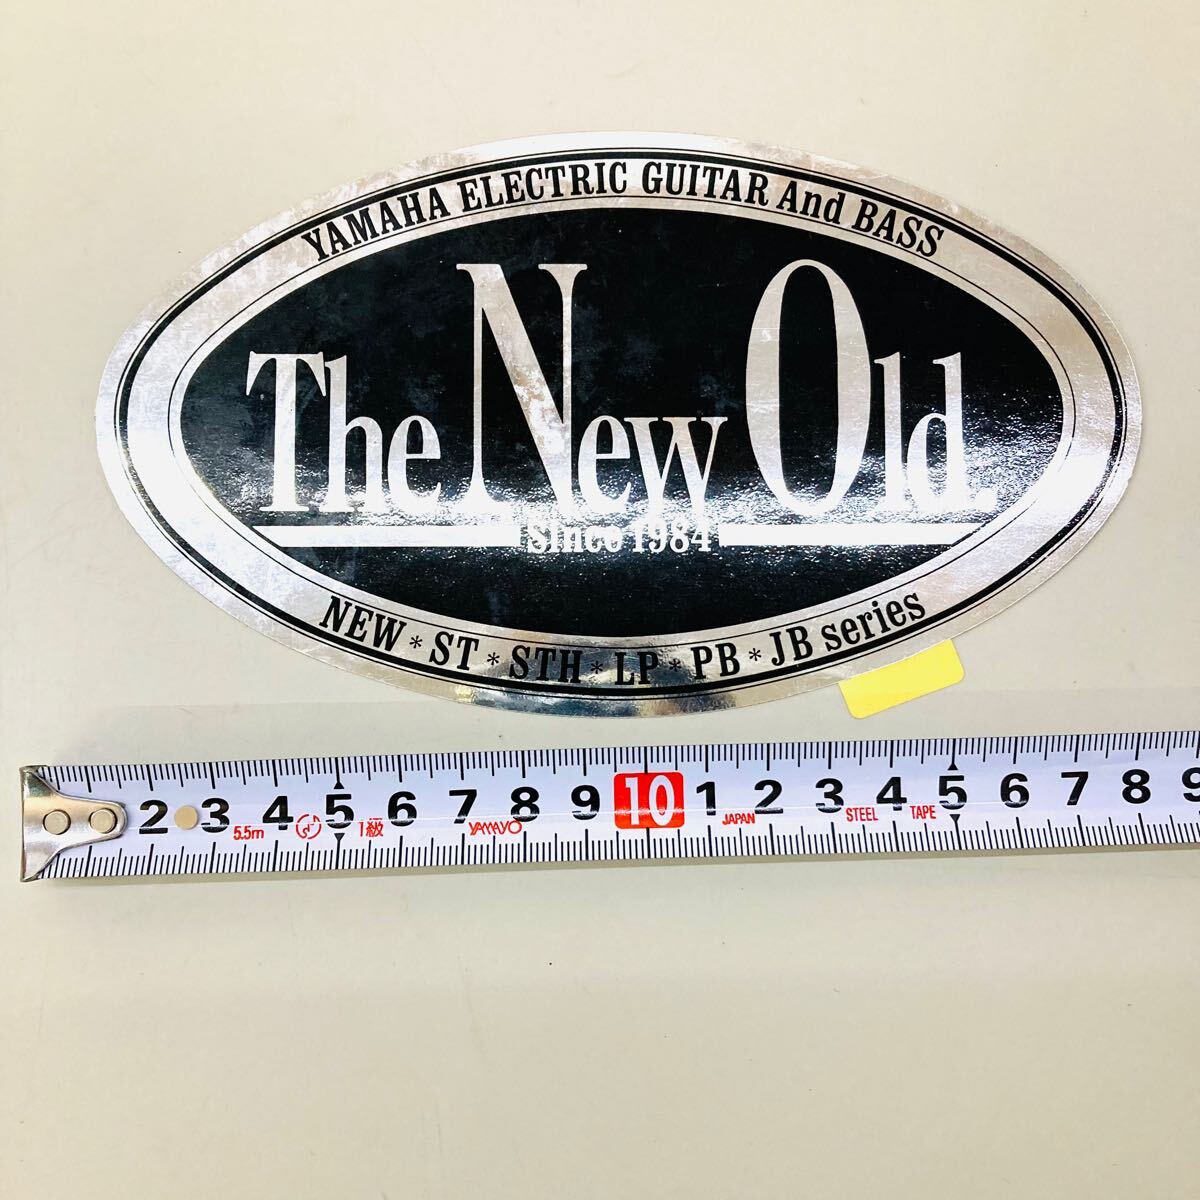 YAMAHA ELECTRIC GUITAR And BASS
The New Old.
Since 1984
NEW * ST * STH * LP * PB * JB series
2 3 4 5 6 7 8 9 10 1 2 3 4 5 6 7 8 9
5.5m 1級 YAMAYO JAPAN STEEL TAPE